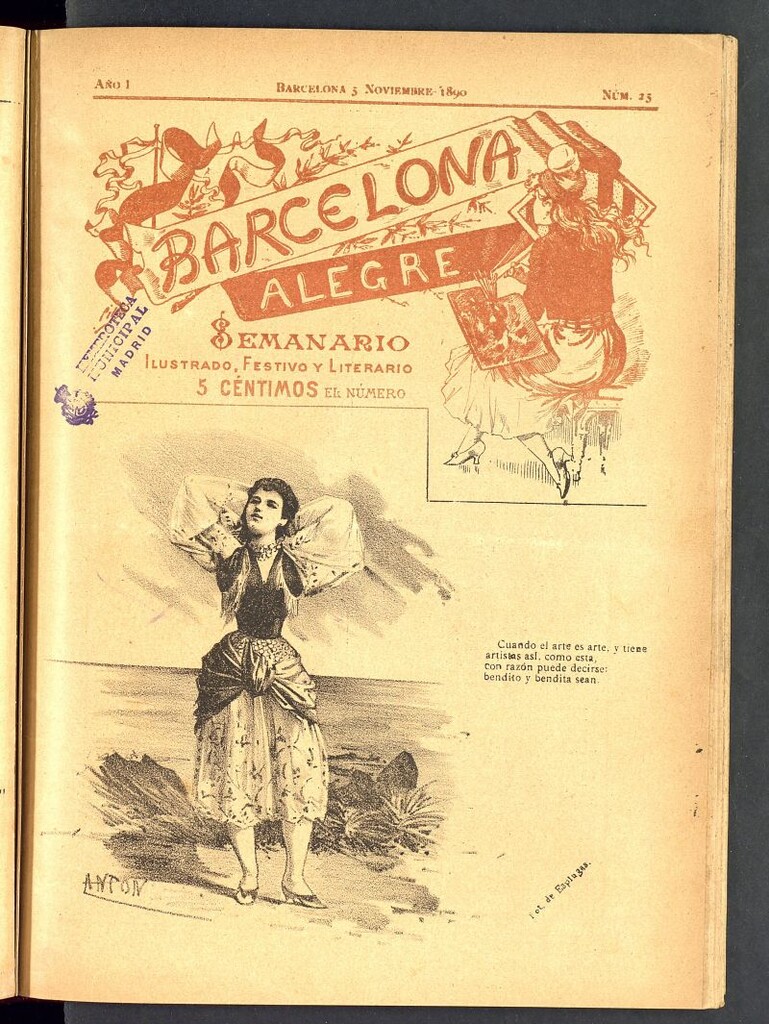 AÑO I
BARCELONA 5 NOVIEMBRE 1890
NÚM. 25
BARCELONA
ALEGRE
SEMANARIO
ILUSTRADO, FESTIVO Y LITERARIO
5 CÉNTIMOS EL NÚMERO
HEMEROTECA
MUNICIPAL
MADRID
Cuando el arte es arte, y tiene
artistas así, como esta,
con razón puede decirse:
bendito y bendita sean.
ANTON
Fot. de Esplugas.